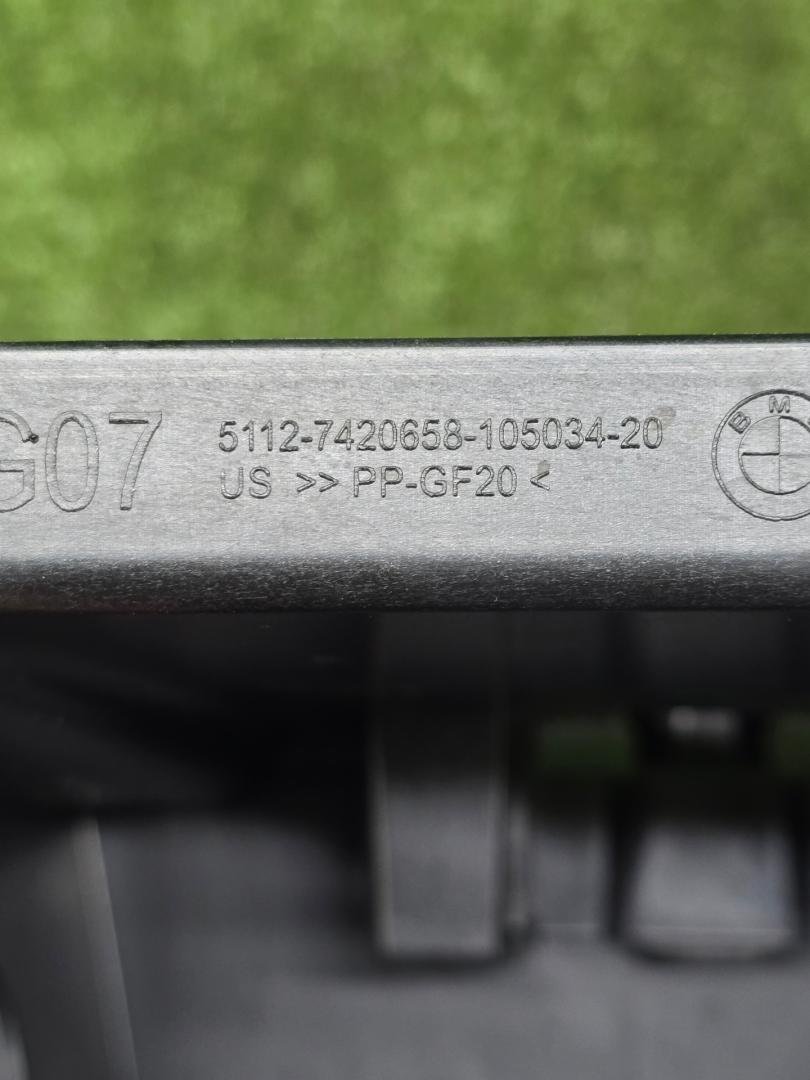 G07
5112-7420658-105034-20
US >> PP-GF20 <
B M